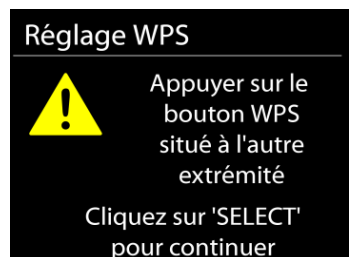 Réglage WPS
Appuyer sur le
bouton WPS
situé à l'autre
extrémité
Cliquez sur 'SELECT'
pour continuer